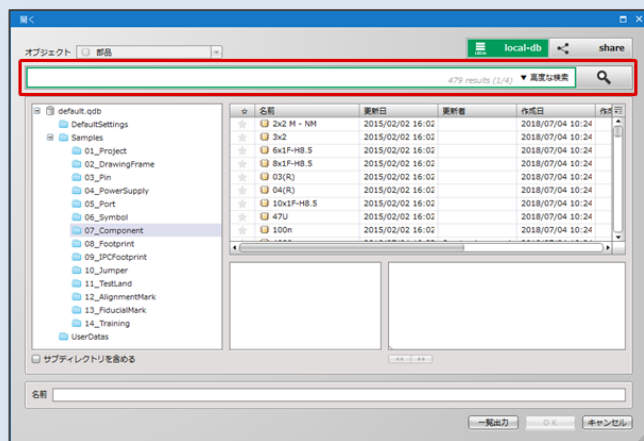 開く
オブジェクト 部品
local-db share
479 results (1/4) ▼ 高度な検索
default.qdb
DefaultSettings
Samples
01_Project
02_DrawingFrame
03_Pin
04_PowerSupply
05_Port
06_Symbol
07_Component
08_Footprint
09_IPCFootprint
10_Jumper
11_TestLand
12_AlignmentMark
13_FiducialMark
14_Training
UserDatas
サブディレクトリを含める
☆ 名前 更新日 更新者 作成日
2x2 M - NM 2015/02/02 16:02 2018/07/04 10:24
3x2 2015/02/02 16:02 2018/07/04 10:24
6x1F-H8.5 2015/02/02 16:02 2018/07/04 10:24
8x1F-H8.5 2015/02/02 16:02 2018/07/04 10:24
03(R) 2015/02/02 16:02 2018/07/04 10:24
04(R) 2015/02/02 16:02 2018/07/04 10:24
10x1F-H8.5 2015/02/02 16:02 2018/07/04 10:24
47U 2015/02/02 16:02 2018/07/04 10:24
100n 2015/02/02 16:02 2018/07/04 10:24
<< >>
名前
一覧出力 OK キャンセル